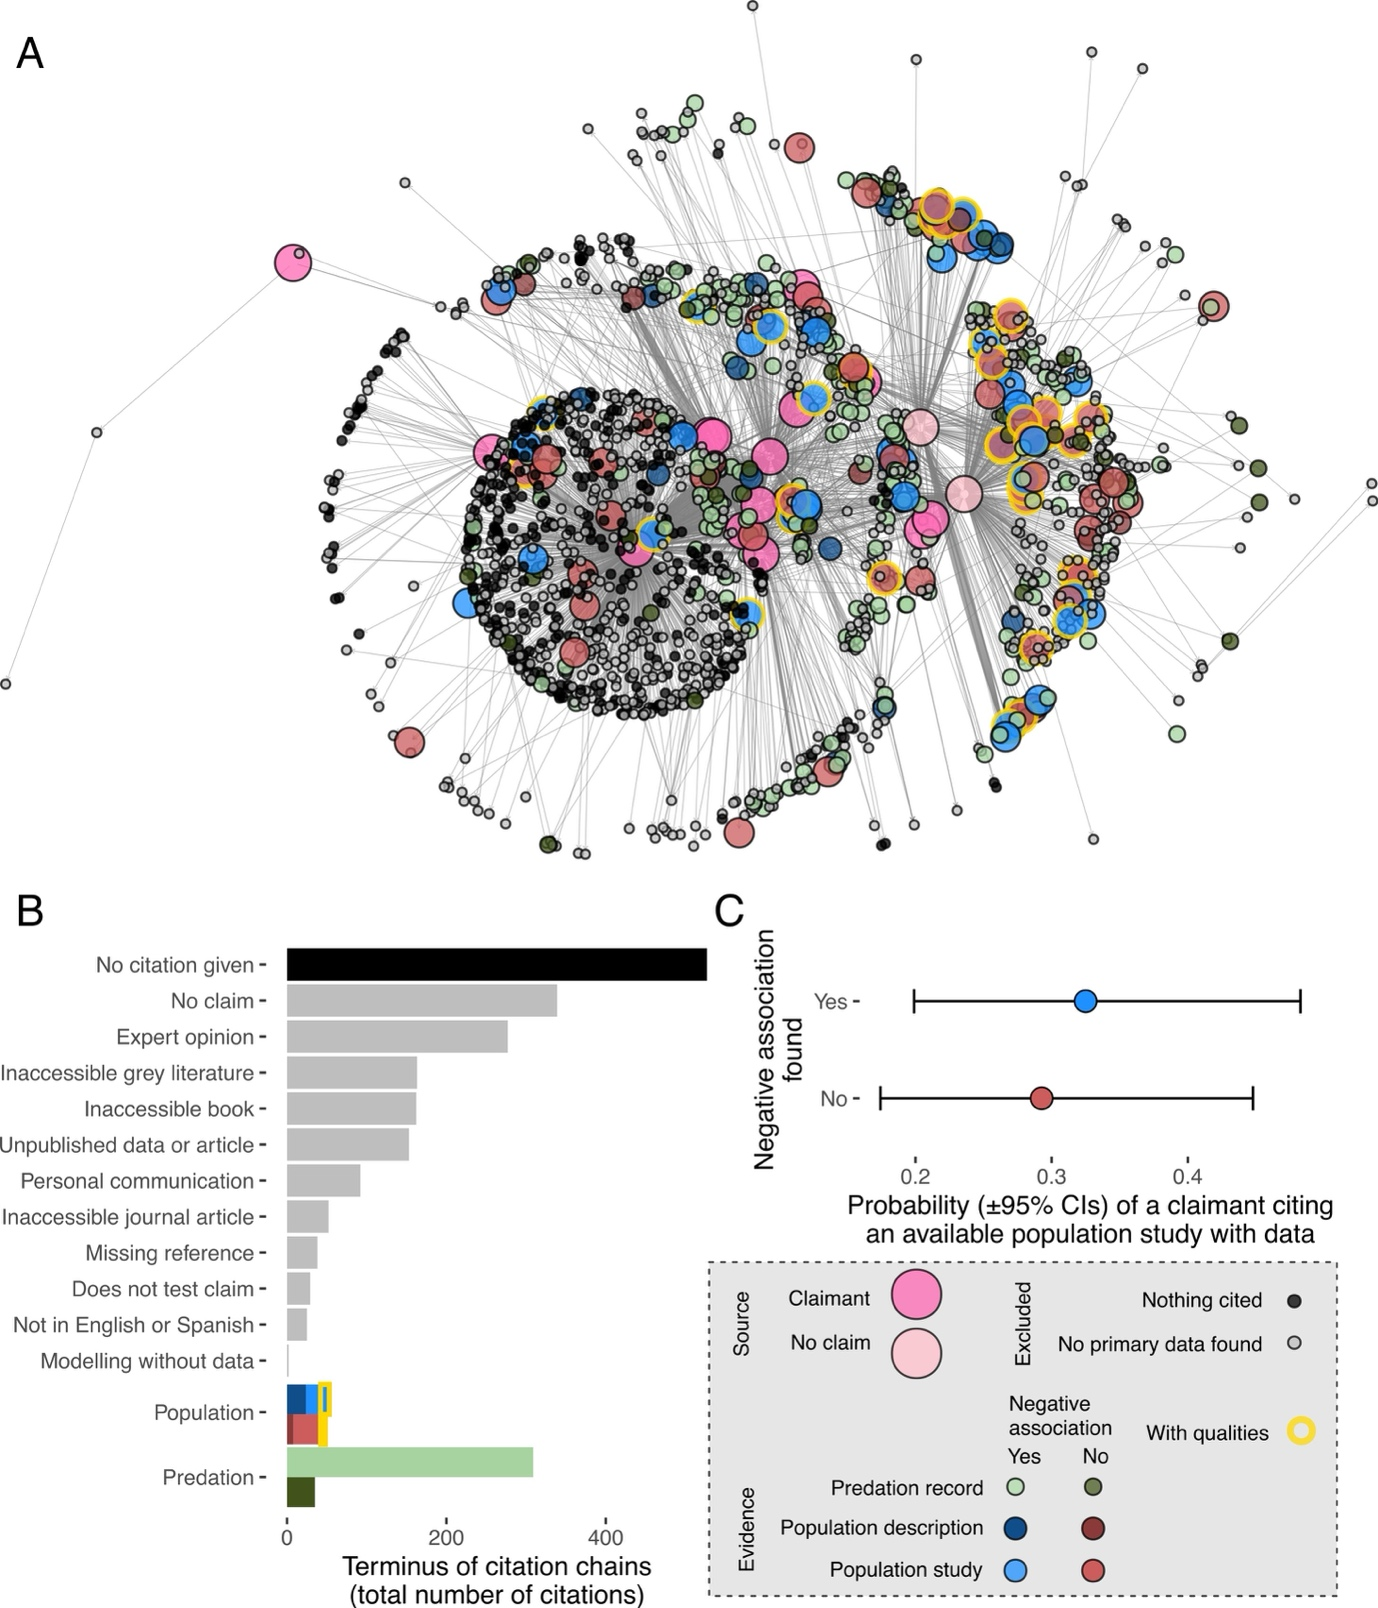 A
B
No citation given
No claim
Expert opinion
Inaccessible grey literature
Inaccessible book
Unpublished data or article
Personal communication
Inaccessible journal article
Missing reference
Does not test claim
Not in English or Spanish
Modelling without data
Population
Predation
0
200
400
Terminus of citation chains
(total number of citations)
C
Negative association
found
Yes
No
0.2
0.3
0.4
Probability (±95% CIs) of a claimant citing
an available population study with data
Source
Claimant
No claim
Excluded
Nothing cited
No primary data found
Negative
association
Yes
No
With qualities
Evidence
Predation record
Population description
Population study